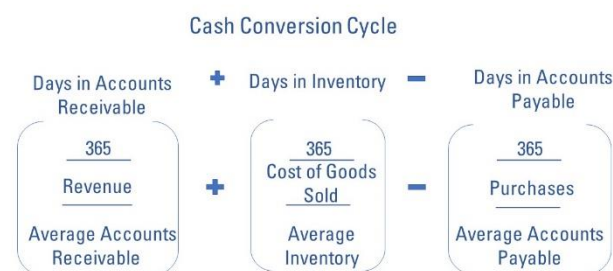 Cash Conversion Cycle
Days in Accounts
Receivable
+
Days in Inventory
−
Days in Accounts
Payable
365
Revenue
Average Accounts
Receivable
+
365
Cost of Goods
Sold
Average
Inventory
−
365
Purchases
Average Accounts
Payable